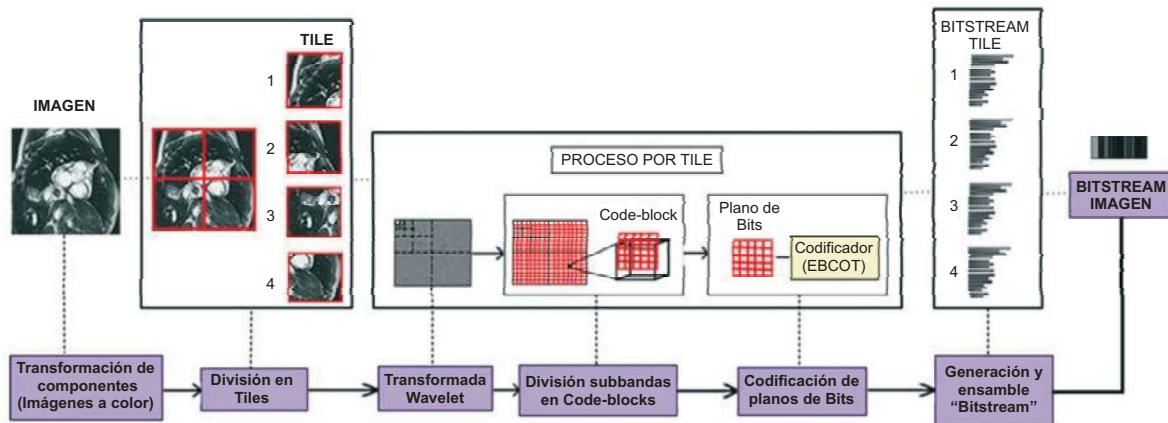 IMAGEN
TILE
1
2
3
4
PROCESO POR TILE
Code-block
Plano de
Bits
Codificador
(EBCOT)
BITSTREAM
TILE
1
2
3
4
BITSTREAM
IMAGEN
Transformación de
componentes
(Imágenes a color)
División en
Tiles
Transformada
Wavelet
División subbandas
en Code-blocks
Codificación de
planos de Bits
Generación y
ensamble
“Bitstream”